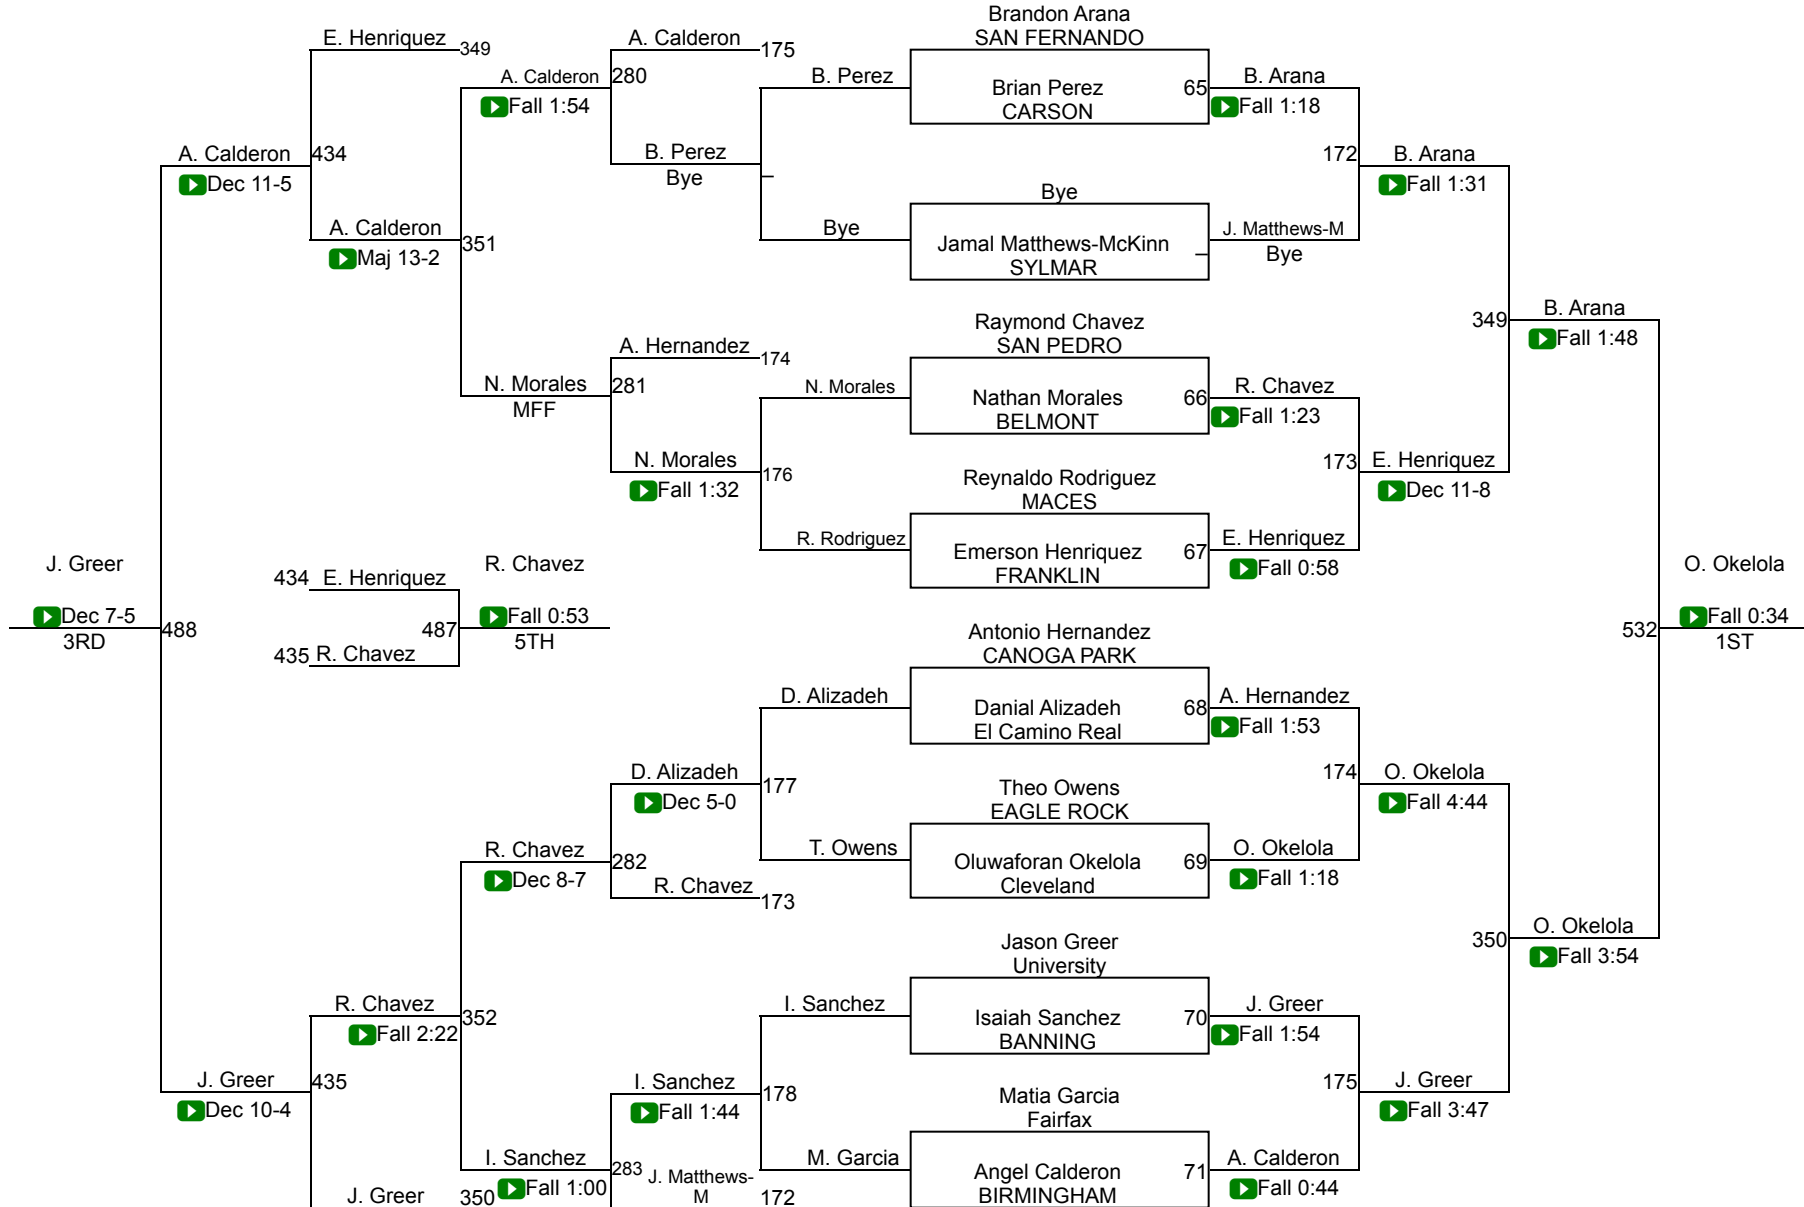 Brandon Arana
E. Henriquez 349
A. Calderon 175
SAN FERNANDO
A. Calderon 280
B. Perez
Brian Perez 65
B. Arana
Fall 1:54
CARSON
Fall 1:18
A. Calderon 434
B. Perez
172 B. Arana
Dec 11-5
Bye
Fall 1:31
Bye
A. Calderon 351
Bye
Jamal Matthews-McKinn
J. Matthews-M
Maj 13-2
SYLMAR
Bye
349 B. Arana
Fall 1:48
Raymond Chavez
A. Hernandez 174
SAN PEDRO
N. Morales 281
N. Morales
Nathan Morales 66
R. Chavez
MFF
BELMONT
Fall 1:23
N. Morales 176
173 E. Henriquez
Fall 1:32
Dec 11-8
Reynaldo Rodriguez
MACES
R. Rodriguez
Emerson Henriquez 67
E. Henriquez
FRANKLIN
Fall 0:58
J. Greer
434 E. Henriquez
R. Chavez
O. Okelola
Dec 7-5
488
487
Fall 0:53
532
Fall 0:34
3RD
435 R. Chavez
5TH
1ST
Antonio Hernandez
CANOGA PARK
D. Alizadeh
Danial Alizadeh 68
A. Hernandez
El Camino Real
Fall 1:53
D. Alizadeh 177
174 O. Okelola
Dec 5-0
Fall 4:44
Theo Owens
EAGLE ROCK
R. Chavez 282
T. Owens
Oluwaforan Okelola 69
O. Okelola
Dec 8-7
Cleveland
Fall 1:18
R. Chavez 173
350 O. Okelola
Fall 3:54
Jason Greer
University
R. Chavez 352
I. Sanchez
Isaiah Sanchez 70
J. Greer
Fall 2:22
BANNING
Fall 1:54
J. Greer 435
I. Sanchez 178
175 J. Greer
Dec 10-4
Fall 1:44
Fall 3:47
Matia Garcia
Fairfax
I. Sanchez 283
M. Garcia
Angel Calderon 71
A. Calderon
Fall 1:00
BIRMINGHAM
Fall 0:44
J. Greer 350
J. Matthews-
M 172